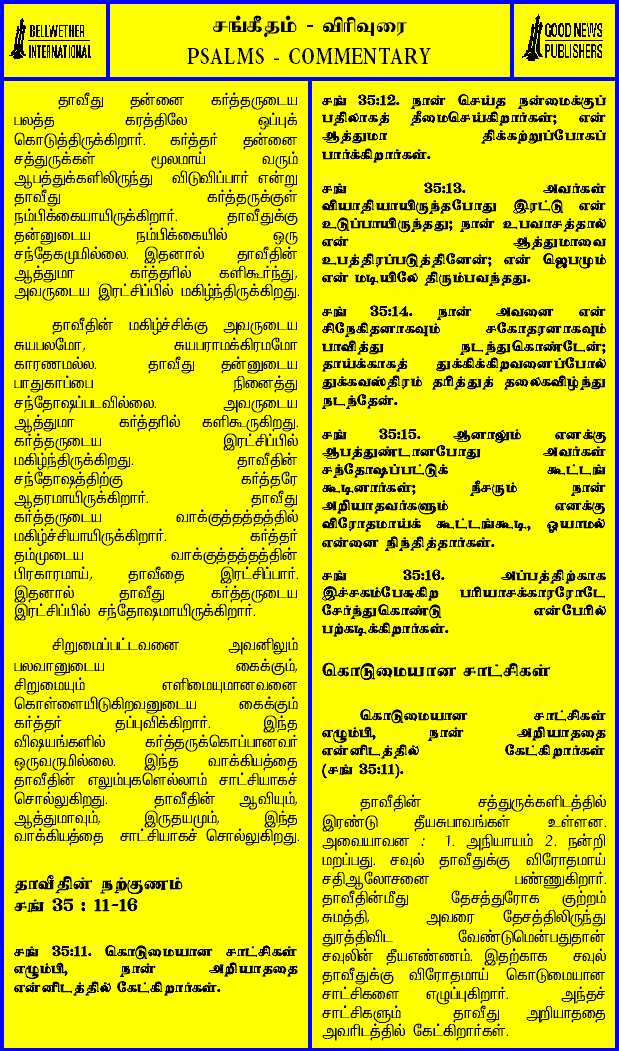 BELLWETHER
INTERNATIONAL
சங்கீதம் - விரிவுரை
PSALMS - COMMENTARY
GOOD NEWS
PUBLISHERS
தாவீது தன்னை கர்த்தருடைய
பலத்த கரத்திலே ஒப்புக்
கொடுத்திருக்கிறார். கர்த்தர் தன்னை
சத்துருக்கள் மூலமாய் வரும்
ஆபத்துக்களிலிருந்து விடுவிப்பார் என்று
தாவீது கர்த்தருக்குள்
நம்பிக்கையாயிருக்கிறார். தாவீதுக்கு
தன்னுடைய நம்பிக்கையில் ஒரு
சந்தேகமுமில்லை. இதனால் தாவீதின்
ஆத்துமா கர்த்தரில் களிகூர்ந்து,
அவருடைய இரட்சிப்பில் மகிழ்ந்திருக்கிறது.
தாவீதின் மகிழ்ச்சிக்கு அவருடைய
சுயபலமோ, சுயபராமக்கிரமமோ
காரணமல்ல. தாவீது தன்னுடைய
பாதுகாப்பை நினைத்து
சந்தோஷப்படவில்லை. அவருடைய
ஆத்துமா கர்த்தரில் களிகூருகிறது.
கர்த்தருடைய இரட்சிப்பில்
மகிழ்ந்திருக்கிறது. தாவீதின்
சந்தோஷத்திற்கு கர்த்தரே
ஆதரமாயிருக்கிறார். தாவீது
கர்த்தருடைய வாக்குத்தத்தத்தில்
மகிழ்ச்சியாயிருக்கிறார். கர்த்தர்
தம்முடைய வாக்குத்தத்தத்தின்
பிரகாரமாய், தாவீதை இரட்சிப்பார்.
இதனால் தாவீது கர்த்தருடைய
இரட்சிப்பில் சந்தோஷமாயிருக்கிறார்.
சிறுமைப்பட்டவனை அவனிலும்
பலவானுடைய கைக்கும்,
சிறுமையும் எளிமையுமானவனை
கொள்ளையிடுகிறவனுடைய கைக்கும்
கர்த்தர் தப்புவிக்கிறார். இந்த
விஷயங்களில் கர்த்தருக்கொப்பானவர்
ஒருவருமில்லை. இந்த வாக்கியத்தை
தாவீதின் எலும்புகளெல்லாம் சாட்சியாகச்
சொல்லுகிறது. தாவீதின் ஆவியும்,
ஆத்துமாவும், இருதயமும், இந்த
வாக்கியத்தை சாட்சியாகச் சொல்லுகிறது.
தாவீதின் நற்குணம்
சங் 35 : 11-16
சங் 35:11. கொடுமையான சாட்சிகள்
எழும்பி, நான் அறியாததை
என்னிடத்தில் கேட்கிறார்கள்.
சங் 35:12. நான் செய்த நன்மைக்குப்
பதிலாகத் தீமைசெய்கிறார்கள்; என்
ஆத்துமா திக்கற்றுப்போகப்
பார்க்கிறார்கள்.
சங் 35:13. அவர்கள்
வியாதியாயிருந்தபோது இரட்டு என்
உடுப்பாயிருந்தது; நான் உபவாசத்தால்
என் ஆத்துமாவை
உபத்திரப்படுத்தினேன்; என் ஜெபமும்
என் மடியிலே திரும்பவந்தது.
சங் 35:14. நான் அவனை என்
சிநேகிதனாகவும் சகோதரனாகவும்
பாவித்து நடந்துகொண்டேன்;
தாய்க்காகத் துக்கிக்கிறவனைப்போல்
துக்கவஸ்திரம் தரித்துத் தலைகவிழ்ந்து
நடந்தேன்.
சங் 35:15. ஆனாலும் எனக்கு
ஆபத்துண்டானபோது அவர்கள்
சந்தோஷப்பட்டுக் கூட்டங்
கூடினார்கள்; நீசரும் நான்
அறியாதவர்களும் எனக்கு
விரோதமாய்க் கூட்டங்கூடி, ஓயாமல்
என்னை நிந்தித்தார்கள்.
சங் 35:16. அப்பத்திற்காக
இச்சகம்பேசுகிற பரியாசக்காரரோடே
சேர்ந்துகொண்டு என்பேரில்
பற்கடிக்கிறார்கள்.
கொடுமையான சாட்சிகள்
கொடுமையான சாட்சிகள்
எழும்பி, நான் அறியாததை
என்னிடத்தில் கேட்கிறார்கள்
(சங் 35:11).
தாவீதின் சத்துருக்களிடத்தில்
இரண்டு தீயசுபாவங்கள் உள்ளன.
அவையாவன : 1. அநியாயம் 2. நன்றி
மறப்பது. சவுல் தாவீதுக்கு விரோதமாய்
சதிஆலோசனை பண்ணுகிறார்.
தாவீதின்மீது தேசத்துரோக குற்றம்
சுமத்தி, அவரை தேசத்திலிருந்து
துரத்திவிட வேண்டுமென்பதுதான்
சவுலின் தீயஎண்ணம். இதற்காக சவுல்
தாவீதுக்கு விரோதமாய் கொடுமையான
சாட்சிகளை எழுப்புகிறார். அந்தச்
சாட்சிகளும் தாவீது அறியாததை
அவரிடத்தில் கேட்கிறார்கள்.